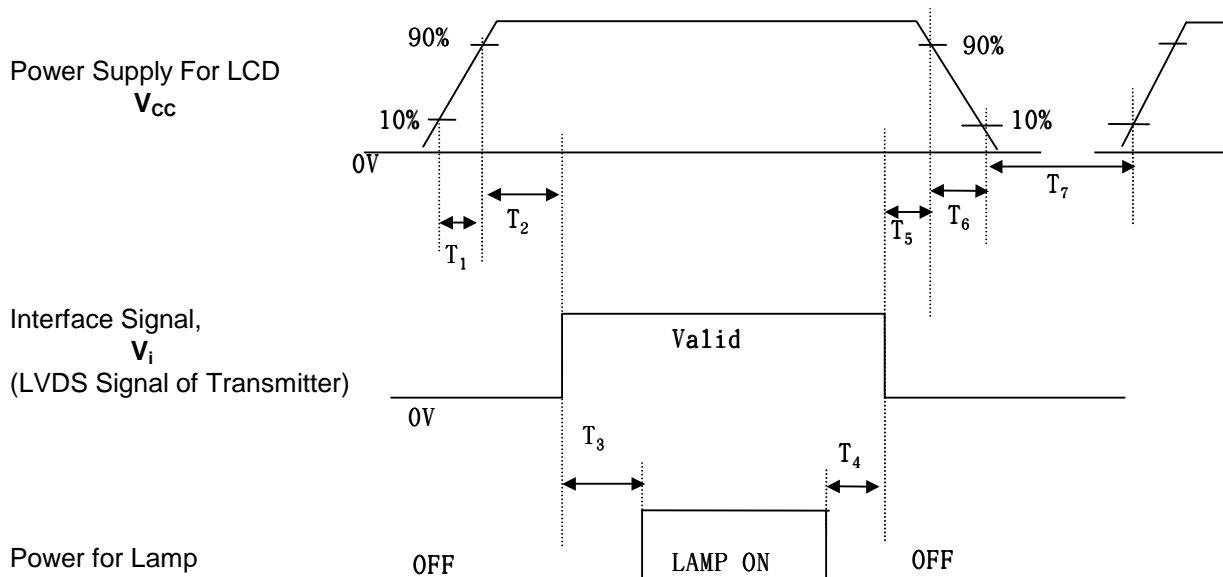 90% 90%
Power Supply For LCD
VCC
10% 10%
0V
T7
T2 T5 T6
T1
Interface Signal,
Vi
(LVDS Signal of Transmitter)
Valid
0V
T3 T4
Power for Lamp OFF LAMP ON OFF